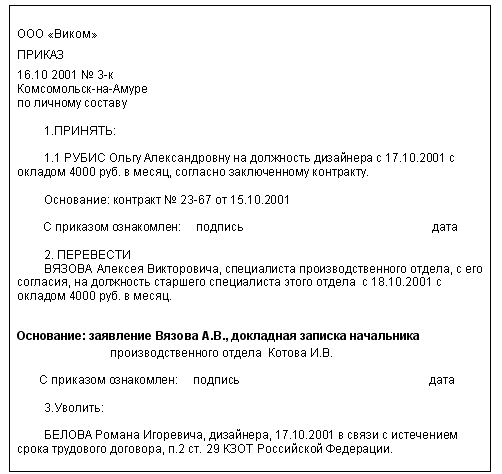 ООО «Виком»
ПРИКАЗ
16.10 2001 № 3-к
Комсомольск-на-Амуре
по личному составу
1.ПРИНЯТЬ:
1.1 РУБИС Ольгу Александровну на должность дизайнера с 17.10.2001 с
окладом 4000 руб. в месяц, согласно заключенному контракту.
Основание: контракт № 23-67 от 15.10.2001
С приказом ознакомлен: подпись дата
2. ПЕРЕВЕСТИ
ВЯЗОВА Алексея Викторовича, специалиста производственного отдела, с его
согласия, на должность старшего специалиста этого отдела с 18.10.2001 с
окладом 4000 руб. в месяц.
Основание: заявление Вязова А.В., докладная записка начальника
производственного отдела Котова И.В.
С приказом ознакомлен: подпись дата
3.Уволить:
БЕЛОВА Романа Игоревича, дизайнера, 17.10.2001 в связи с истечением
срока трудового договора, п.2 ст. 29 КЗОТ Российской Федерации.